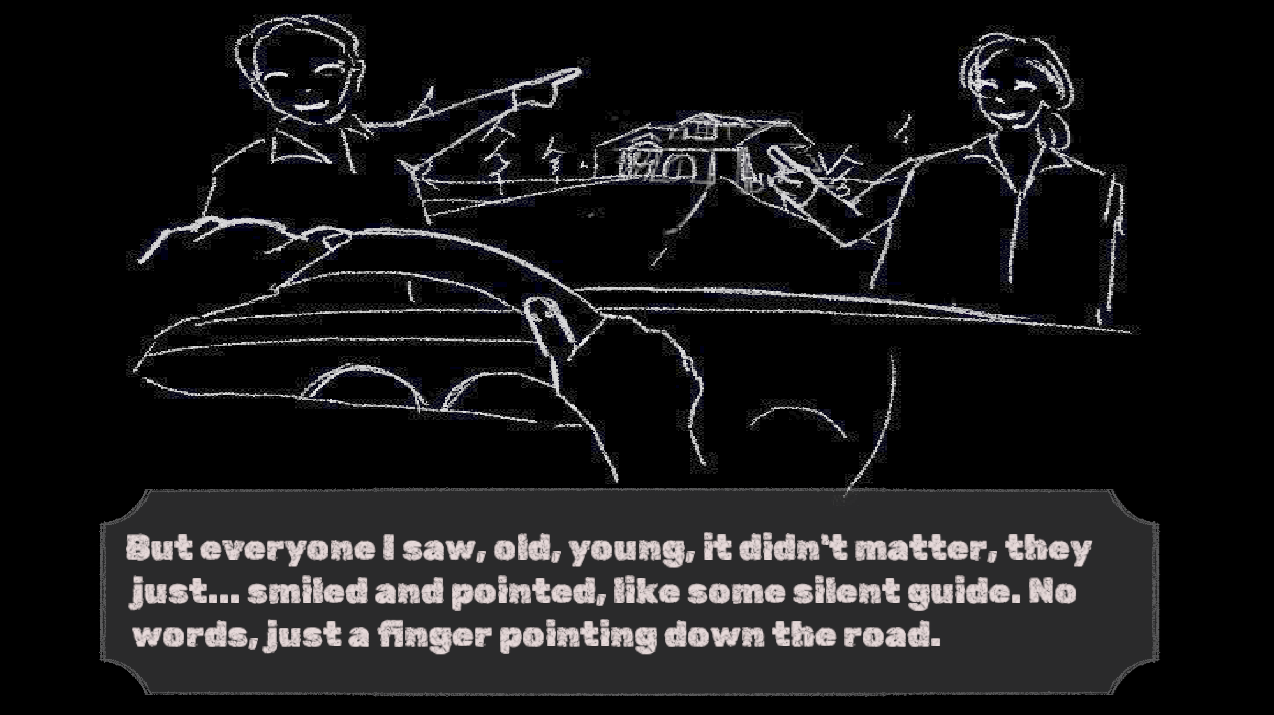 But everyone I saw, old, young, it didn't matter, they
just... smiled and pointed, like some silent guide. No
words, just a finger pointing down the road.